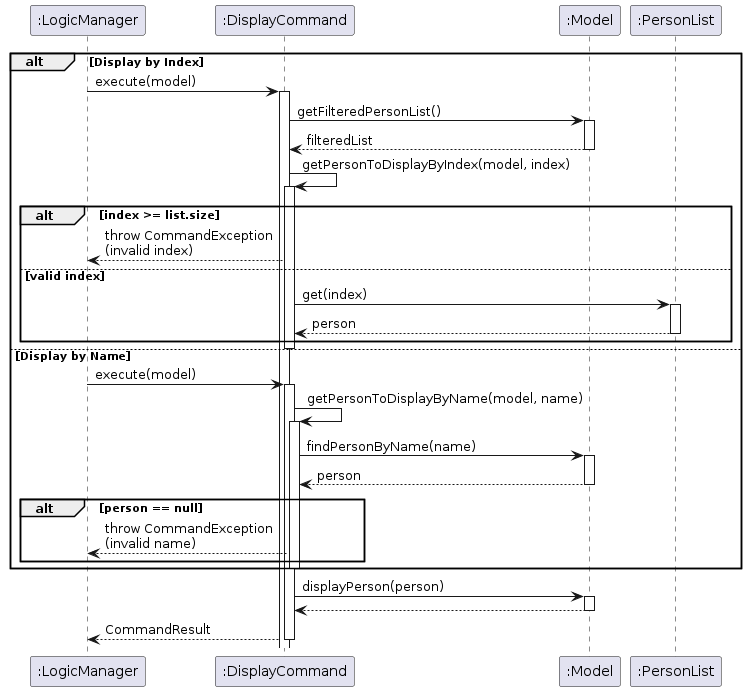 :LogicManager :DisplayCommand :Model :PersonList
alt [Display by Index]
execute(model)
getFilteredPersonList()
filteredList
getPersonToDisplayByIndex(model, index)
alt [index >= list.size]
throw CommandException
(invalid index)
[valid index]
get(index)
person
[Display by Name]
execute(model)
getPersonToDisplayByName(model, name)
findPersonByName(name)
person
alt [person == null]
throw CommandException
(invalid name)
displayPerson(person)
CommandResult
:LogicManager :DisplayCommand :Model :PersonList